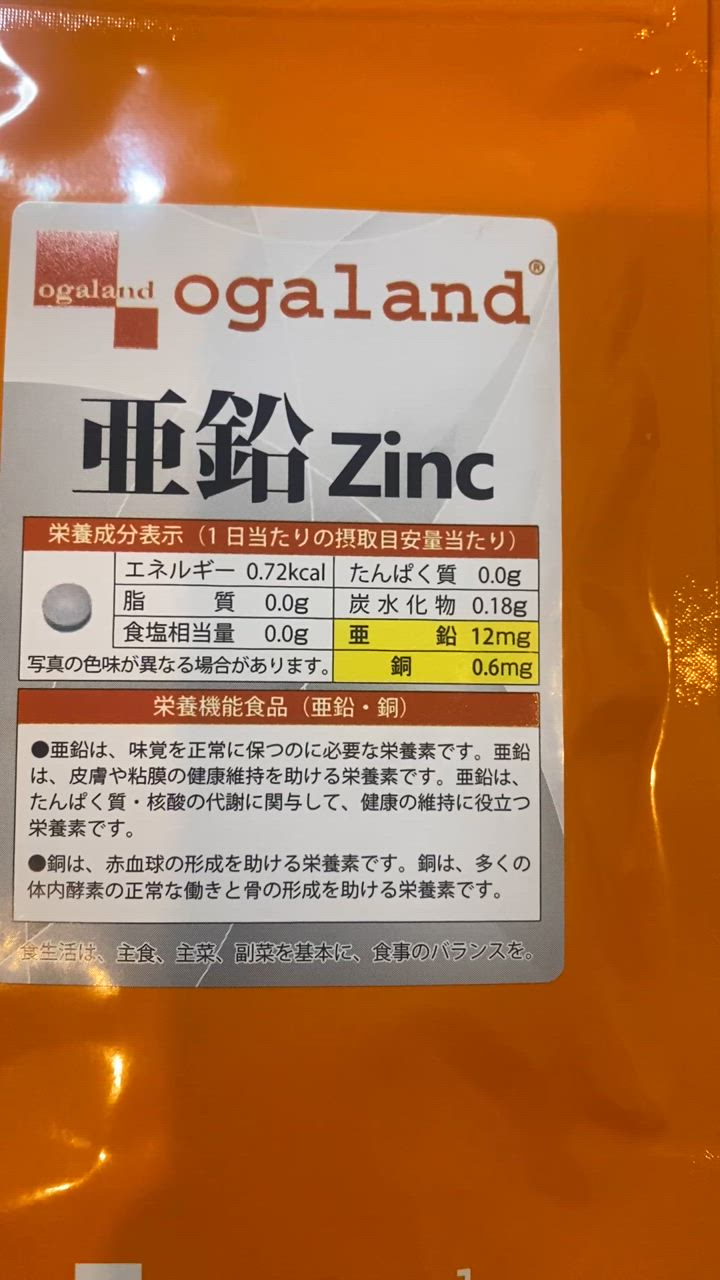 ogaland
ogaland®
亜鉛 Zinc
栄養成分表示（1日当たりの摂取目安量当たり）
エネルギー 0.72kcal たんぱく質 0.0g
脂質 0.0g 炭水化物 0.18g
食塩相当量 0.0g 亜鉛 12mg
写真の色味が異なる場合があります。 銅 0.6mg
栄養機能食品（亜鉛・銅）
●亜鉛は、味覚を正常に保つのに必要な栄養素です。亜鉛
は、皮膚や粘膜の健康維持を助ける栄養素です。亜鉛は、
たんぱく質・核酸の代謝に関与して、健康の維持に役立つ
栄養素です。
●銅は、赤血球の形成を助ける栄養素です。銅は、多くの
体内酵素の正常な働きと骨の形成を助ける栄養素です。
食生活は、主食、主菜、副菜を基本に、食事のバランスを。